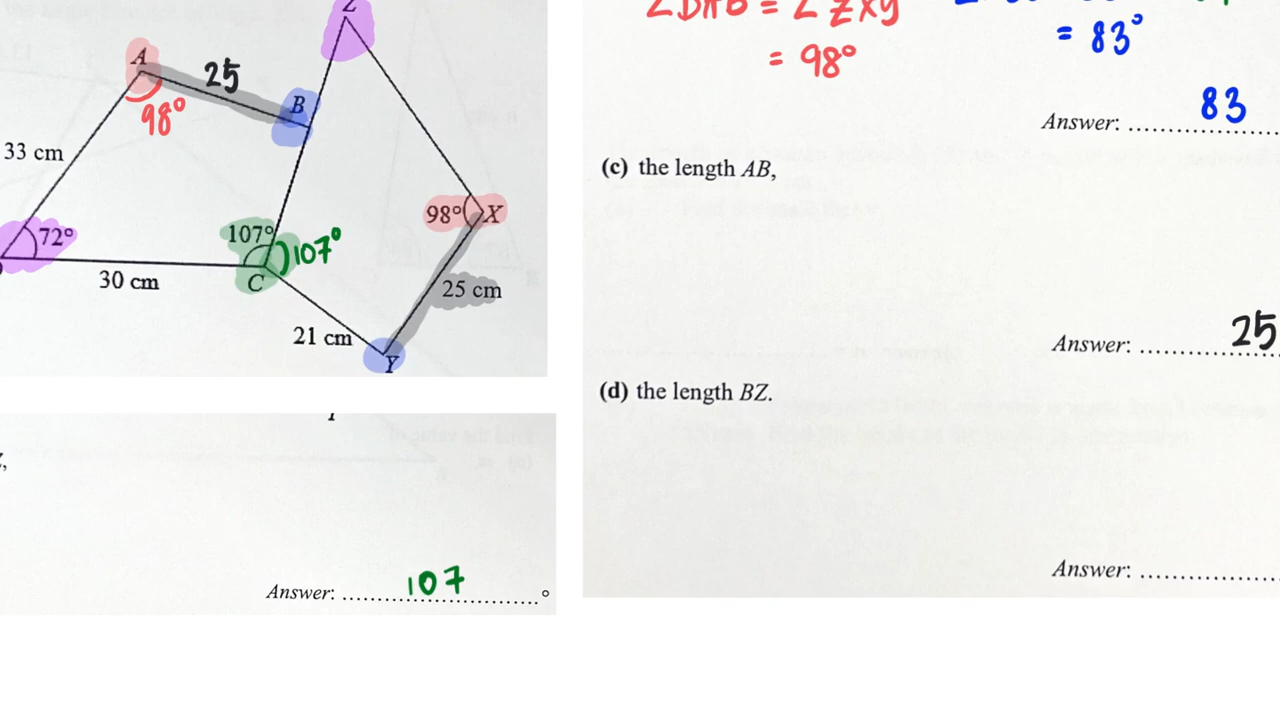 Z
A
25
B
98°
33 cm
98°
X
72°
107°
107°
30 cm
C
25 cm
21 cm
Y
Answer: 107 °
∠DAB = ∠ZXY
= 98°
= 83°
Answer: 83
(c) the length AB,
Answer: 25
(d) the length BZ.
Answer: